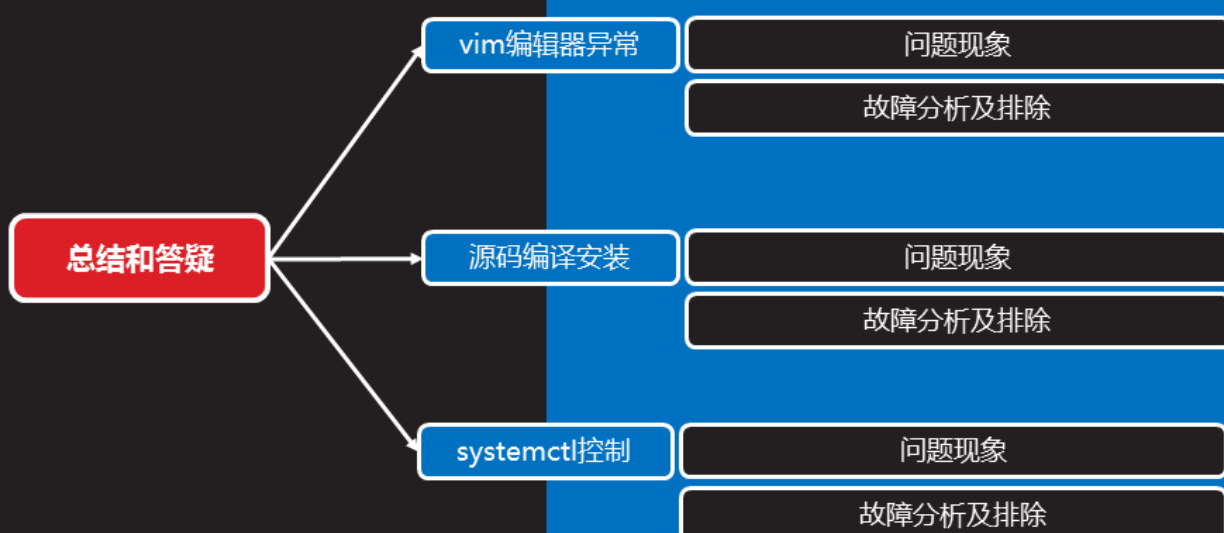 vim编辑器异常
问题现象
故障分析及排除
总结和答疑
源码编译安装
问题现象
故障分析及排除
systemctl控制
问题现象
故障分析及排除